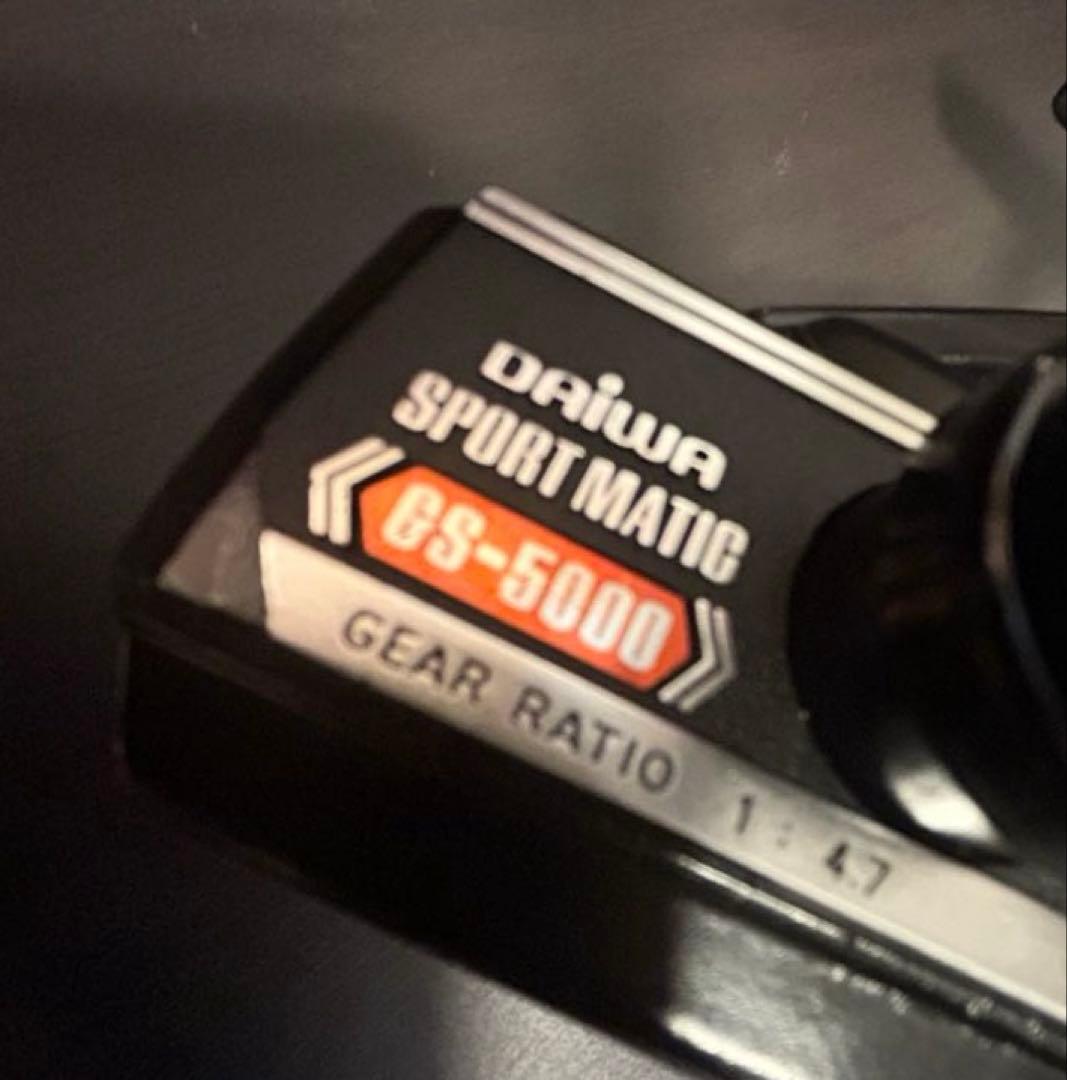 DAIWA
SPORT MATIC
GS-5000
GEAR RATIO 1 : 4.7